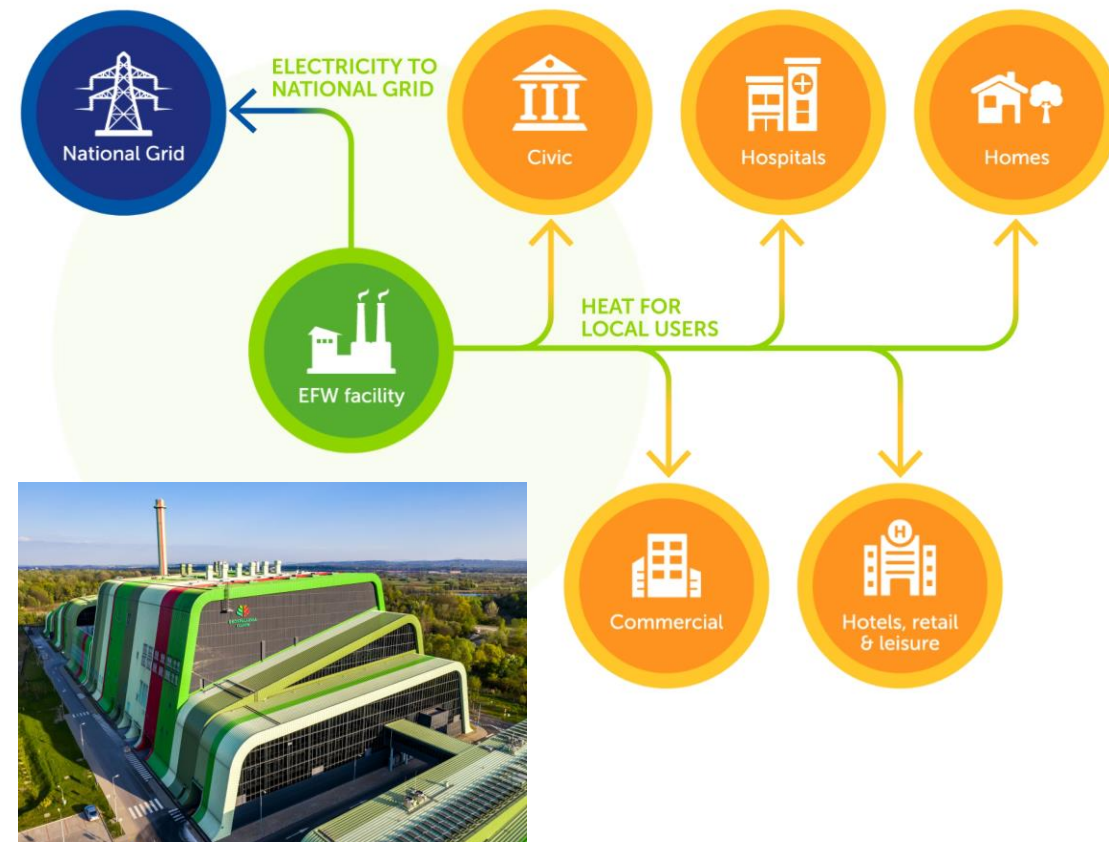 ELECTRICITY TO
NATIONAL GRID
National Grid
Civic
Hospitals
Homes
HEAT FOR
LOCAL USERS
EFW facility
Commercial
H
Hotels, retail
& leisure